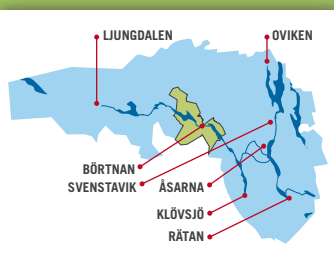 LJUNGDALEN
OVIKEN
BÖRTNAN
SVENSTAVIK
ÅSARNA
KLÖVSJÖ
RÄTAN